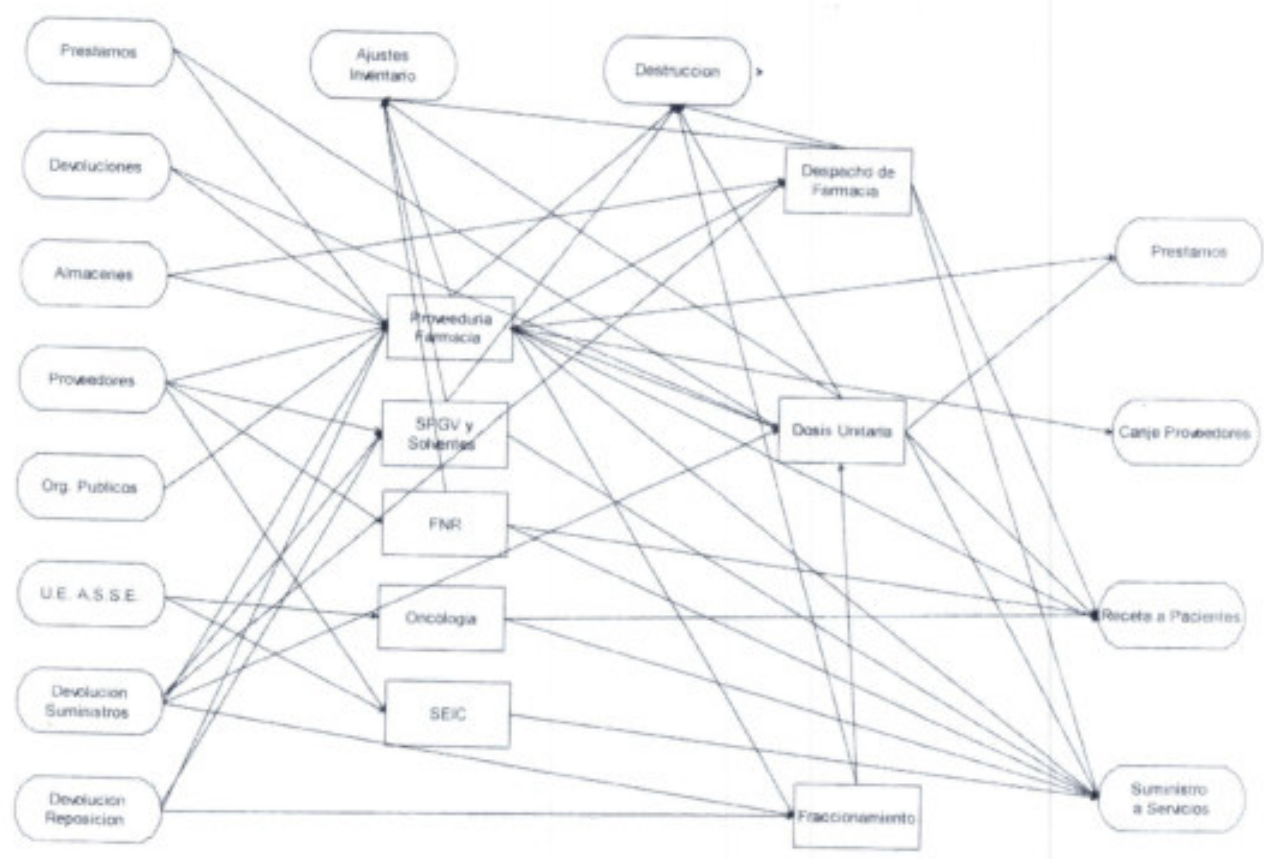 Prestamos
Ajustes
Inventario
Destruccion
Devoluciones
Despacho de
Farmacia
Almacenes
Prestamos
Proveeduria
Farmacia
Proveedores
SPGV y
Solventes
Dosis Unitaria
Canje Proveedores
Org. Publicos
FNR
U.E. A.S.S.E.
Oncologia
Receta a Pacientes
Devolucion
Suministros
SEIC
Devolucion
Reposicion
Fraccionamiento
Suministro
a Servicios